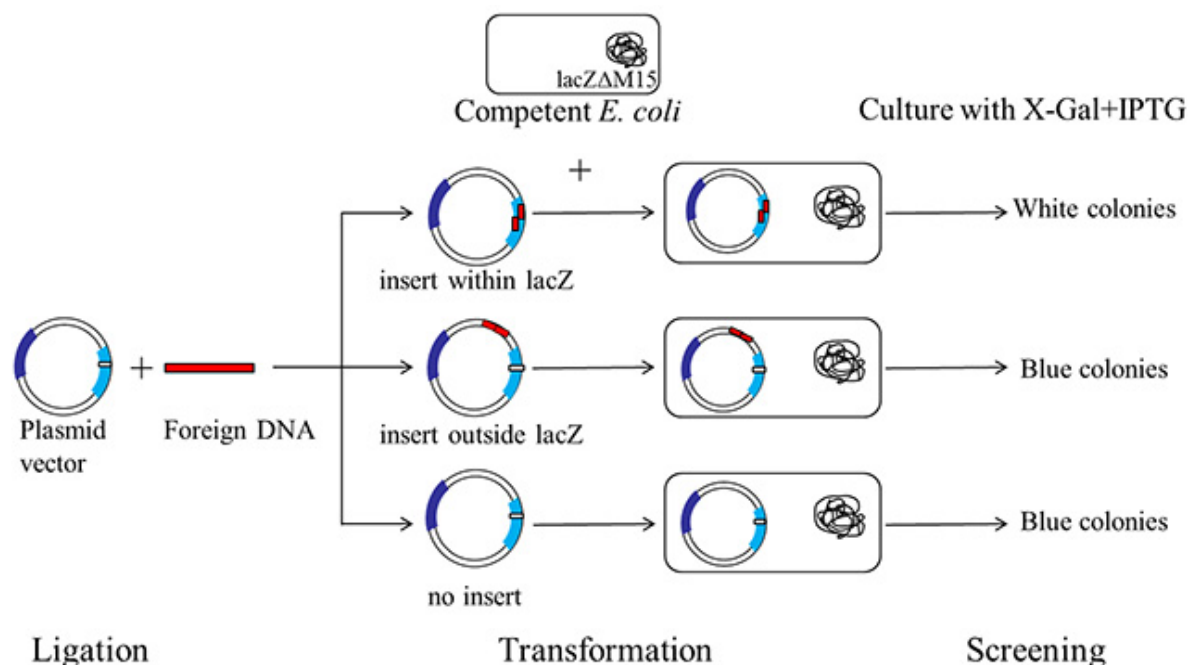 lacZΔM15
Competent E. coli
Culture with X-Gal+IPTG
+
White colonies
insert within lacZ
+
Blue colonies
Plasmid
vector
Foreign DNA
insert outside lacZ
Blue colonies
no insert
Ligation
Transformation
Screening